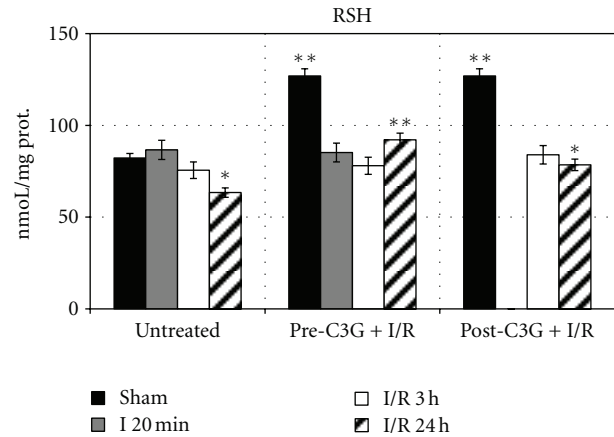 RSH
150
100
50
0
nmoL/mg prot.
*
**
**
**
*
Untreated
Pre-C3G + I/R
Post-C3G + I/R
Sham
I 20 min
I/R 3 h
I/R 24 h